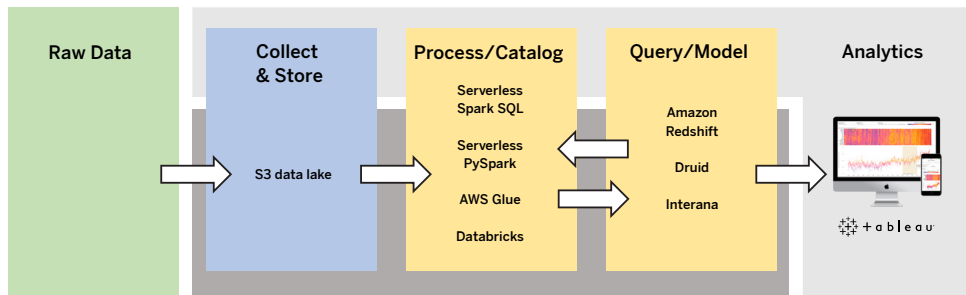 Raw Data
Collect
& Store
S3 data lake
Process/Catalog
Serverless
Spark SQL
Serverless
PySpark
AWS Glue
Databricks
Query/Model
Amazon
Redshift
Druid
Interana
Analytics
+ a b l e a u